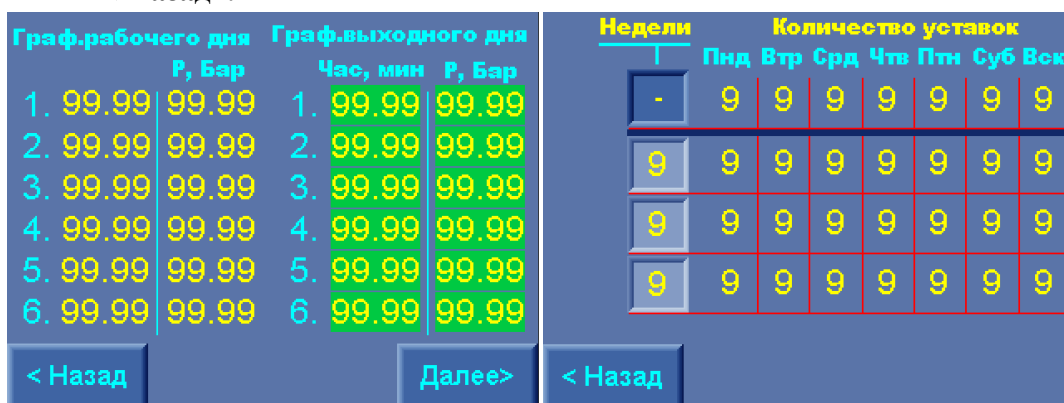 Граф.рабочего дня Граф.выходного дня
Р, Бар Час, мин Р, Бар
1. 99.99 99.99 1. 99.99 99.99
2. 99.99 99.99 2. 99.99 99.99
3. 99.99 99.99 3. 99.99 99.99
4. 99.99 99.99 4. 99.99 99.99
5. 99.99 99.99 5. 99.99 99.99
6. 99.99 99.99 6. 99.99 99.99
< Назад Далее>
Недели Количество уставок
Пнд Втр Срд Чтв Птн Суб Вск
- 9 9 9 9 9 9 9
9 9 9 9 9 9 9 9
9 9 9 9 9 9 9 9
9 9 9 9 9 9 9 9
< Назад